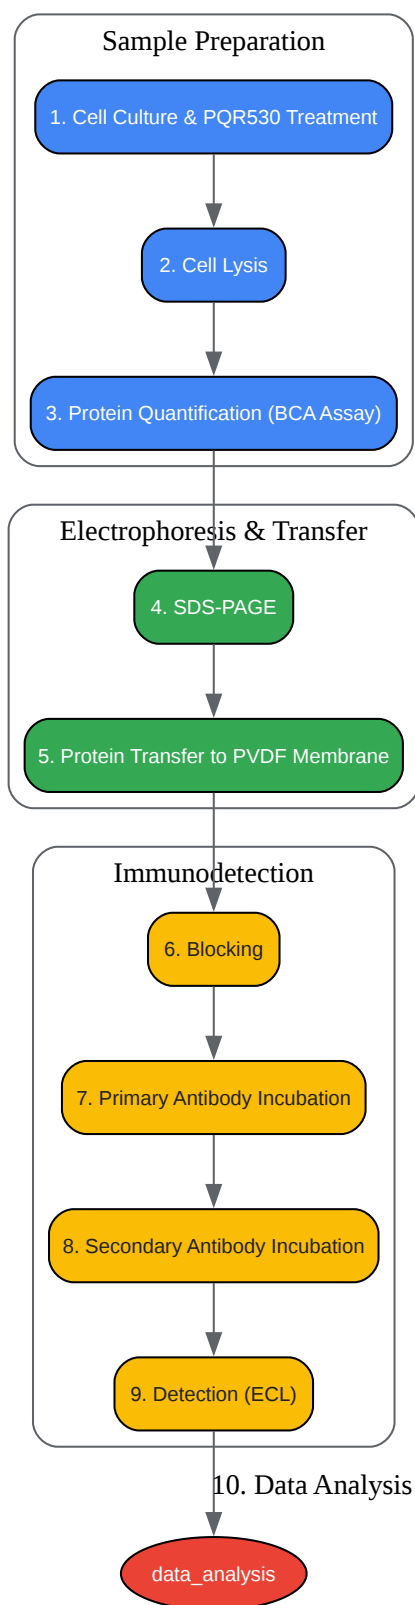 Sample Preparation
1. Cell Culture & PQR530 Treatment
2. Cell Lysis
3. Protein Quantification (BCA Assay)
Electrophoresis & Transfer
4. SDS-PAGE
5. Protein Transfer to PVDF Membrane
Immunodetection
6. Blocking
7. Primary Antibody Incubation
8. Secondary Antibody Incubation
9. Detection (ECL)
10. Data Analysis
data_analysis